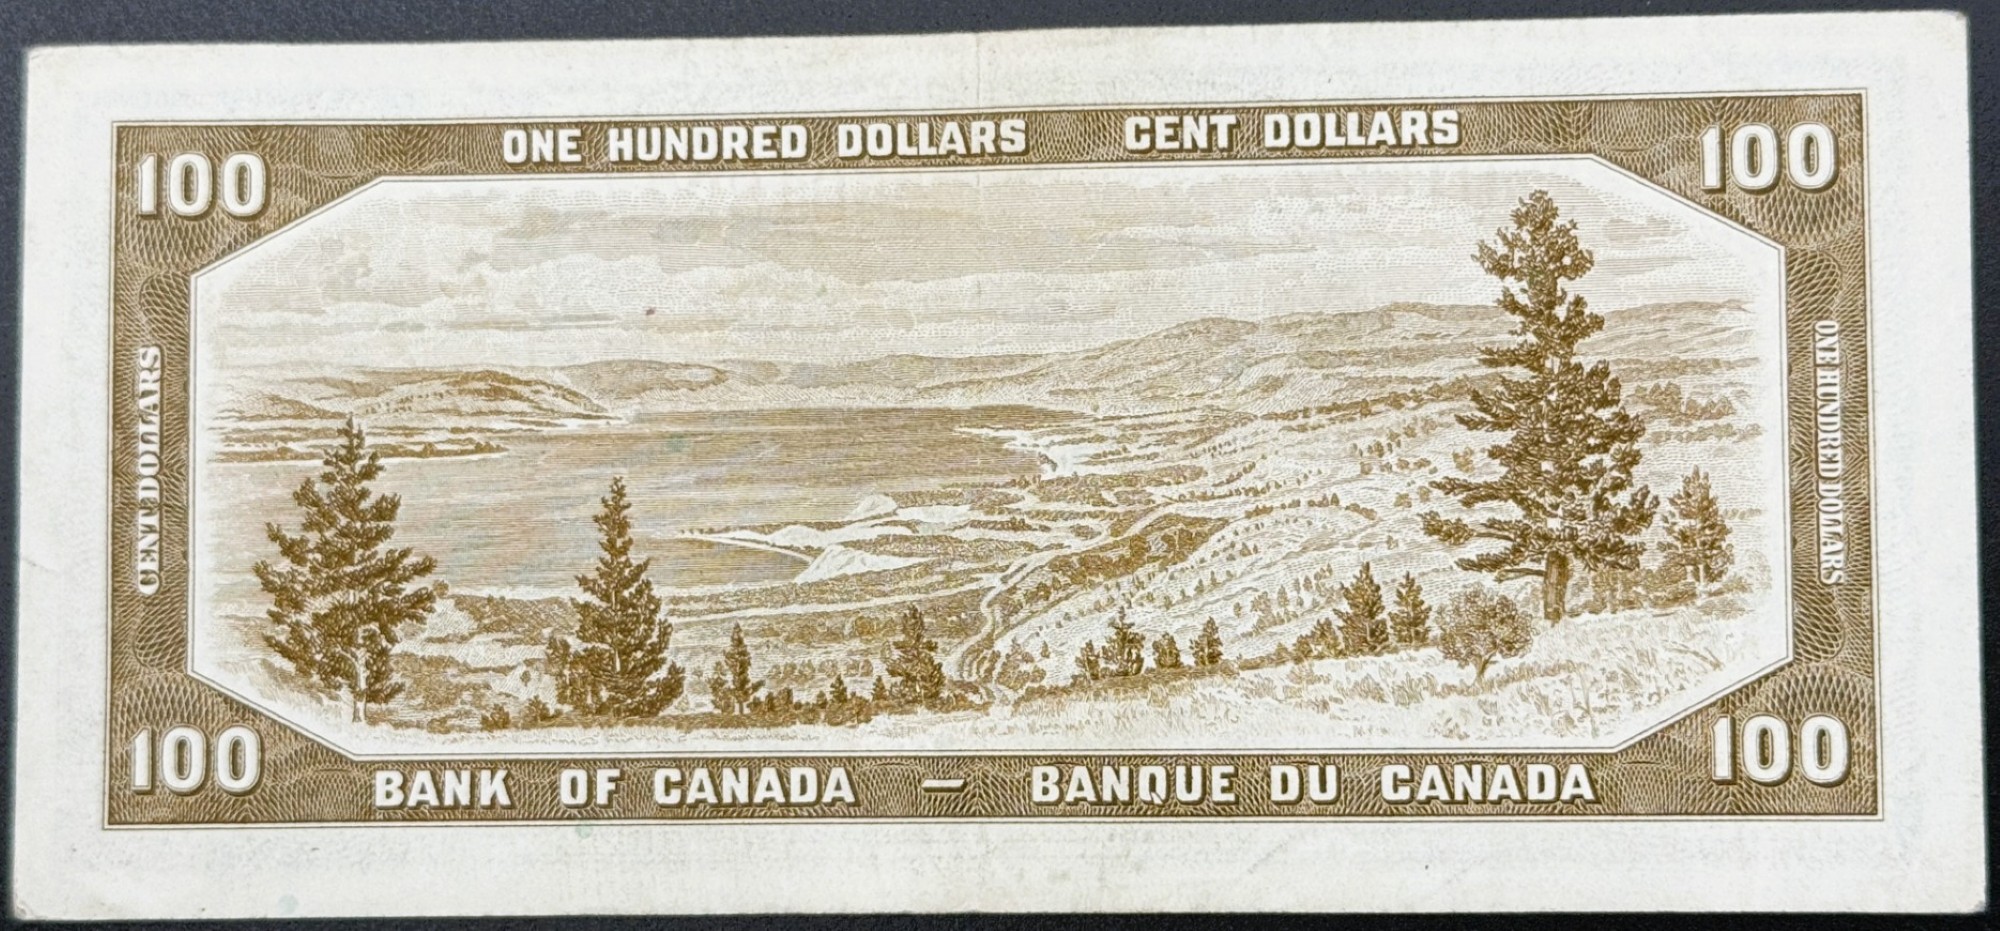 ONE HUNDRED DOLLARS CENT DOLLARS
100
100
CENT DOLLARS
ONE HUNDRED DOLLARS
100
100
BANK OF CANADA — BANQUE DU CANADA